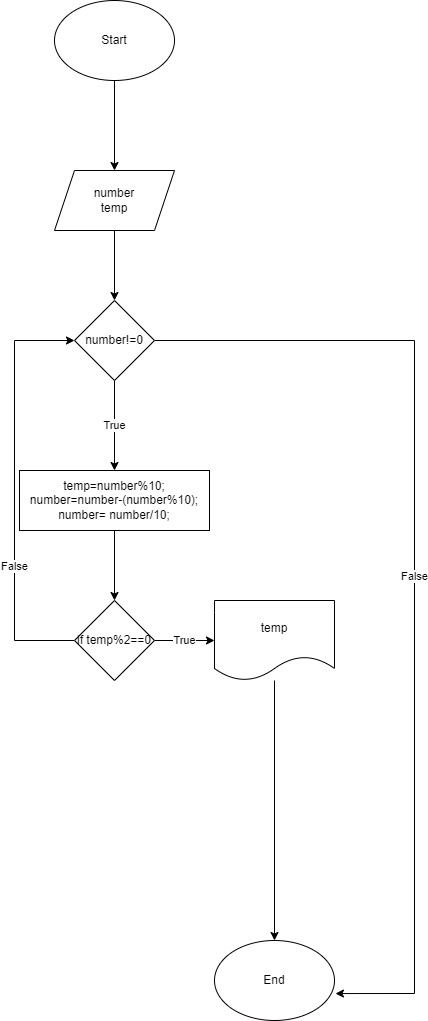 Start
number
temp
number!=0
True
temp=number%10;
number=number-(number%10);
number= number/10;
False
False
if temp%2==0
True
temp
End